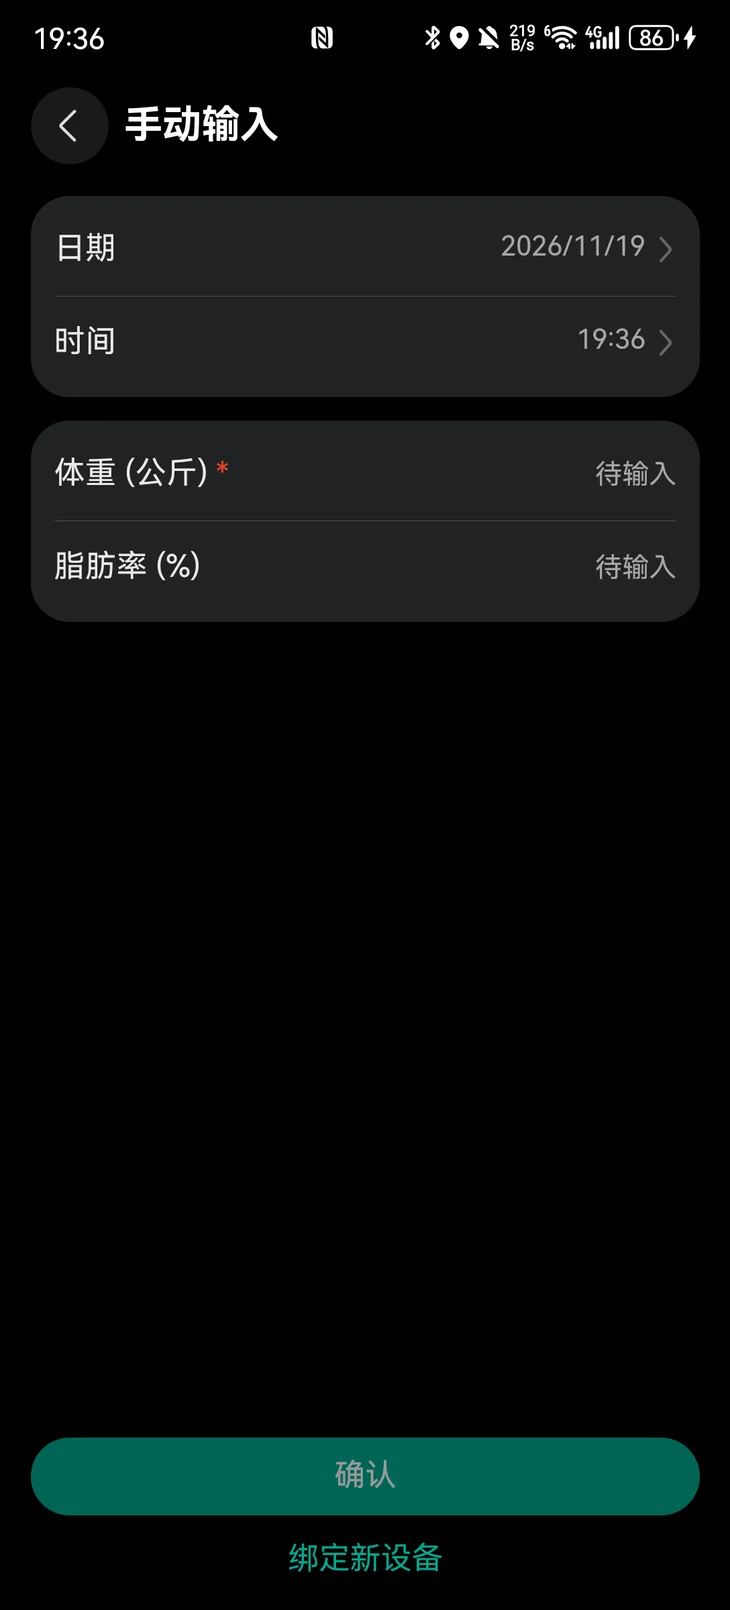 19:36 219 B/s 6 4G 86
手动输入
日期 2026/11/19
时间 19:36
体重 (公斤) * 待输入
脂肪率 (%) 待输入
确认
绑定新设备